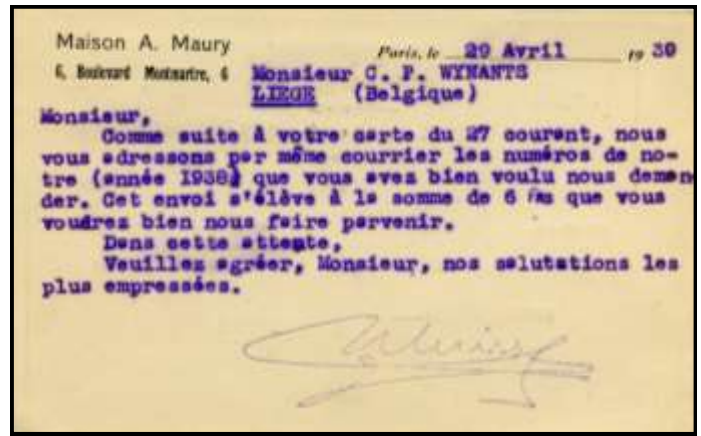 Maison A. Maury
Paris, le 29 Avril 1939
6, Boulevard Montmartre, 6
Monsieur C. P. WYNANTS
LIEGE (Belgique)
Monsieur,
Comme suite à votre carte du 27 courant, nous
vous adressons par même courrier les numéros de no-
tre (année 1938) que vous avez bien voulu nous deman
der. Cet envoi s'élève à la somme de 6 frs que vous
voudrez bien nous faire parvenir.
Dans cette attente,
Veuillez agréer, Monsieur, nos salutations les
plus empressées.